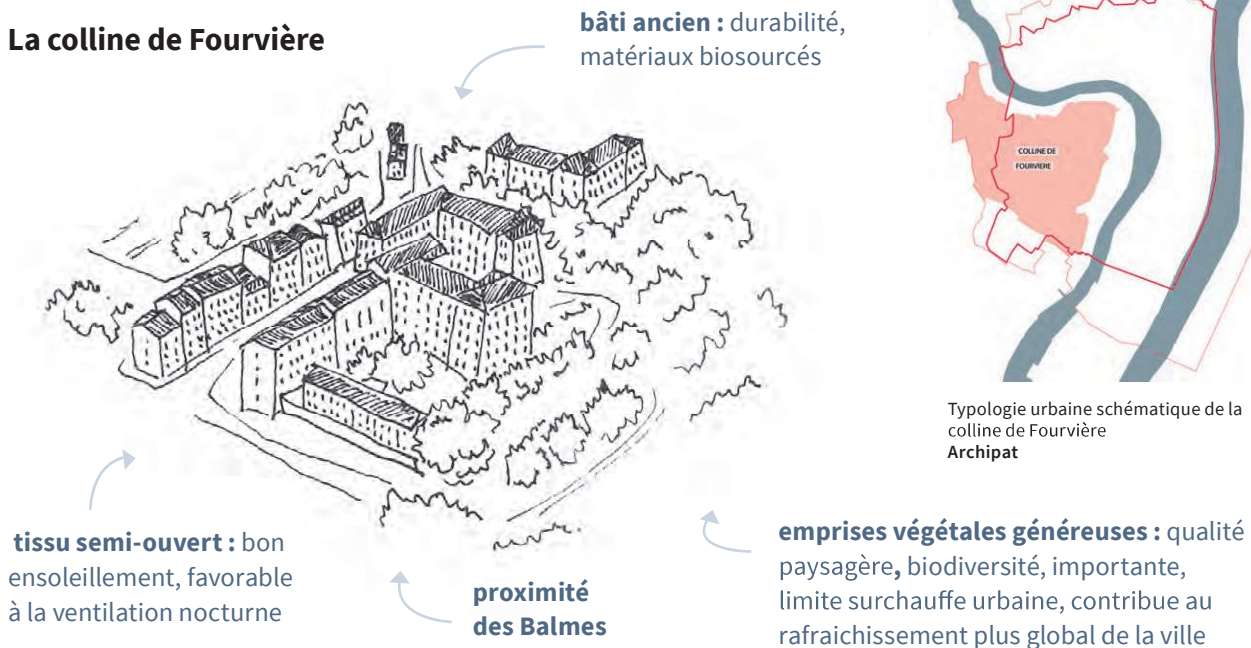 La colline de Fourvière
bâti ancien : durabilité,
matériaux biosourcés
COLLINE DE
FOURVIERE
Typologie urbaine schématique de la
colline de Fourvière
Archipat
tissu semi-ouvert : bon
ensoleillement, favorable
à la ventilation nocturne
proximité
des Balmes
emprises végétales généreuses : qualité
paysagère, biodiversité, importante,
limite surchauffe urbaine, contribue au
rafraichissement plus global de la ville